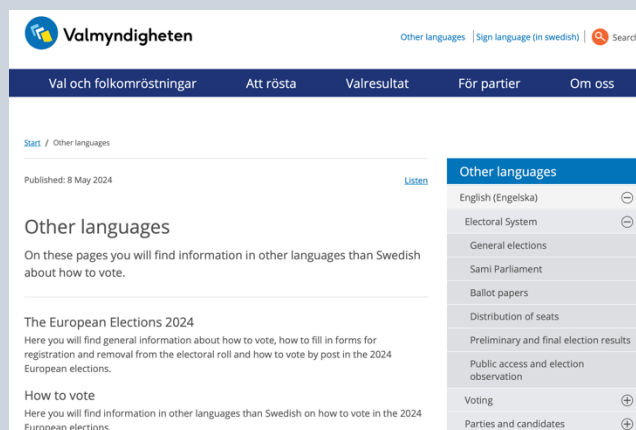 Valmyndigheten
Other languages | Sign language (in swedish) | Search
Val och folkomröstningar Att rösta Valresultat För partier Om oss
Start / Other languages
Published: 8 May 2024 Listen
Other languages
On these pages you will find information in other languages than Swedish
about how to vote.
The European Elections 2024
Here you will find general information about how to vote, how to fill in forms for
registration and removal from the electoral roll and how to vote by post in the 2024
European elections.
How to vote
Here you will find information in other languages than Swedish on how to vote in the 2024
European elections.
Other languages
English (Engelska)
Electoral System
General elections
Sami Parliament
Ballot papers
Distribution of seats
Preliminary and final election results
Public access and election
observation
Voting
Parties and candidates